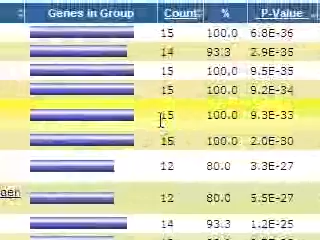 Genes in Group Count % P-Value
15 100.0 6.8E-36
14 93.3 2.9E-35
15 100.0 9.5E-35
15 100.0 9.2E-34
15 100.0 9.3E-33
15 100.0 2.0E-30
12 80.0 3.3E-27
gen 12 80.0 5.5E-27
14 93.3 1.2E-25